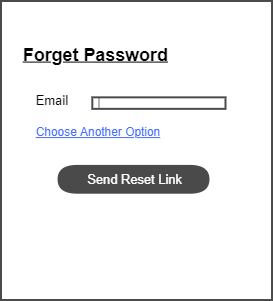 Forget Password
Email
Choose Another Option
Send Reset Link